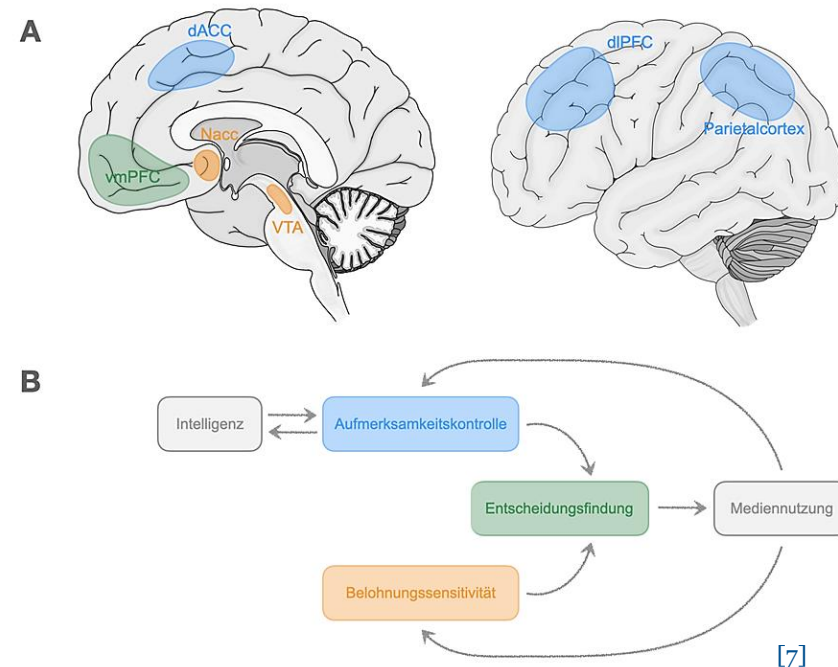 A
dACC
Nacc
vmPFC
VTA
dlPFC
Parietalcortex
B
Intelligenz
Aufmerksamkeitskontrolle
Entscheidungsfindung
Mediennutzung
Belohnungssensitivität
[7]